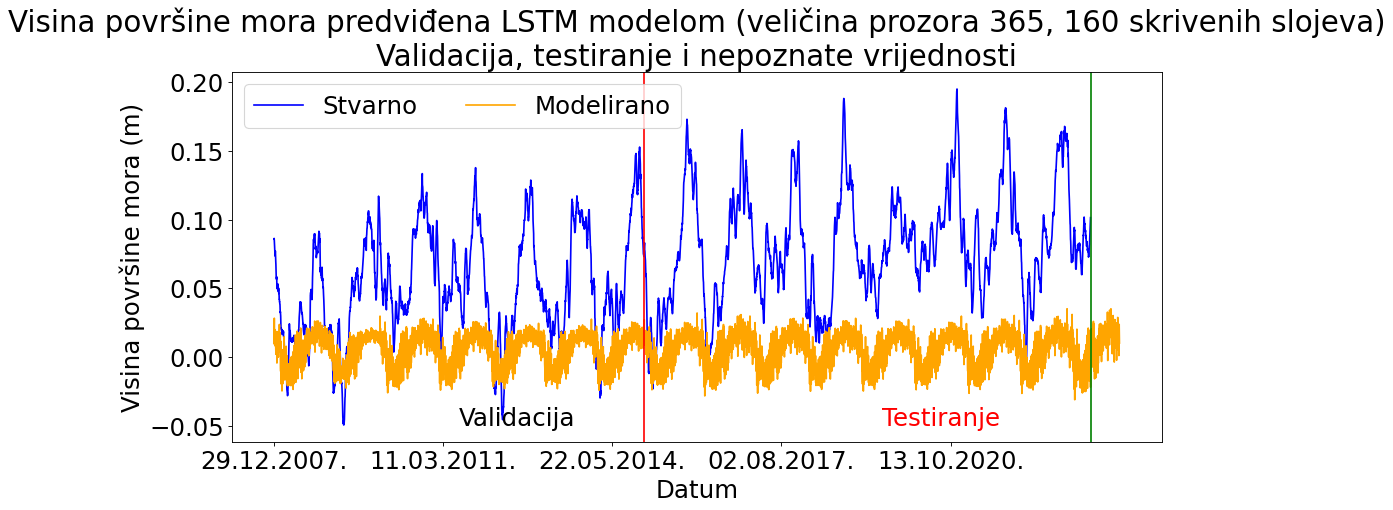 Visina površine mora predviđena LSTM modelom (veličina prozora 365, 160 skrivenih slojeva)
Validacija, testiranje i nepoznate vrijednosti
Stvarno Modelirano
Visina površine mora (m)
0.20
0.15
0.10
0.05
0.00
−0.05
Validacija Testiranje
29.12.2007. 11.03.2011. 22.05.2014. 02.08.2017. 13.10.2020.
Datum